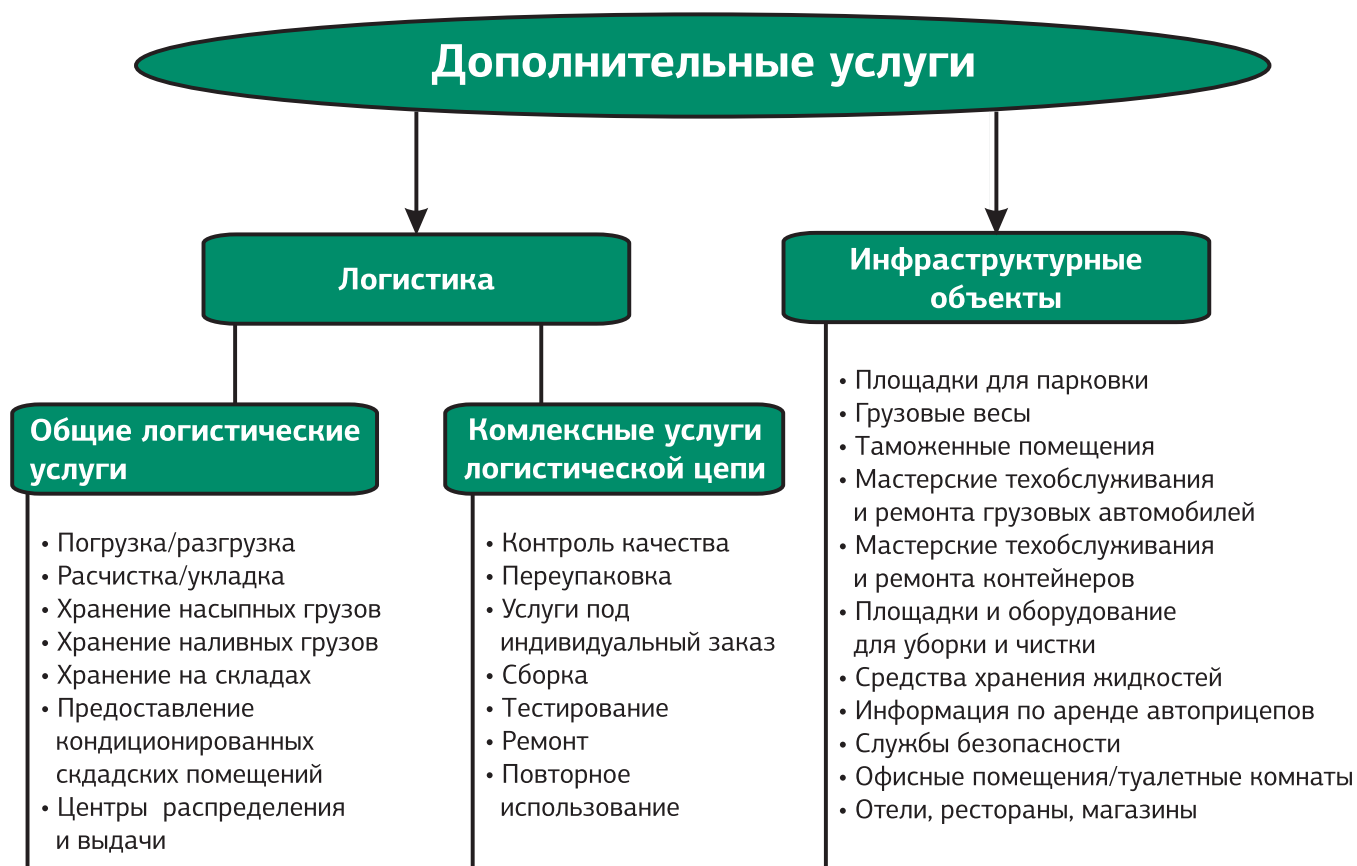 Дополнительные услуги
Логистика
Инфраструктурные
объекты
Общие логистические
услуги
• Погрузка/разгрузка
• Расчистка/укладка
• Хранение насыпных грузов
• Хранение наливных грузов
• Хранение на складах
• Предоставление
кондиционированных
скдадских помещений
• Центры распределения
и выдачи
Комлексные услуги
логистической цепи
• Контроль качества
• Переупаковка
• Услуги под
индивидуальный заказ
• Сборка
• Тестирование
• Ремонт
• Повторное
использование
• Площадки для парковки
• Грузовые весы
• Таможенные помещения
• Мастерские техобслуживания
и ремонта грузовых автомобилей
• Мастерские техобслуживания
и ремонта контейнеров
• Площадки и оборудование
для уборки и чистки
• Средства хранения жидкостей
• Информация по аренде автоприцепов
• Службы безопасности
• Офисные помещения/туалетные комнаты
• Отели, рестораны, магазины